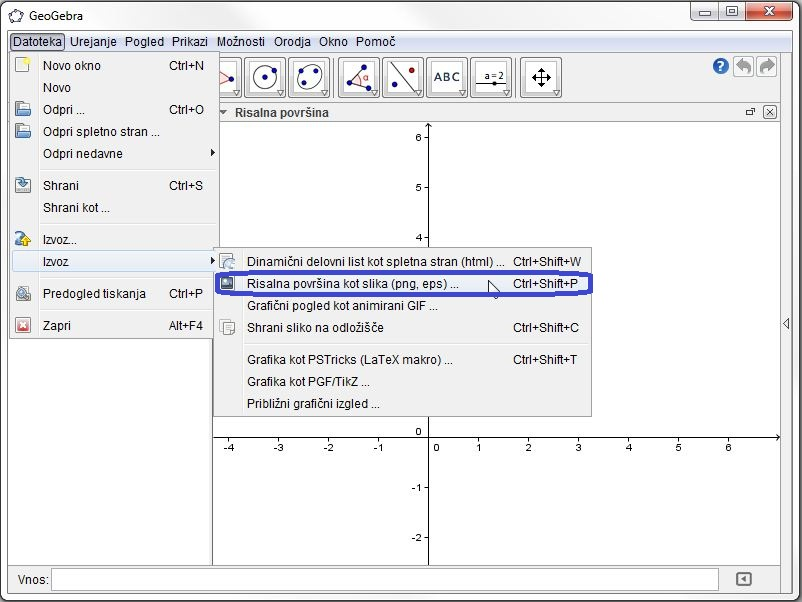 GeoGebra
Datoteka Urejanje Pogled Prikazi Možnosti Orodja Okno Pomoč
Novo okno Ctrl+N
Novo
Odpri ... Ctrl+O
Odpri spletno stran ...
Odpri nedavne
Shrani Ctrl+S
Shrani kot ...
Izvoz...
Izvoz
Predogled tiskanja Ctrl+P
Zapri Alt+F4
α ABC a=2 ?
Risalna površina
Dinamični delovni list kot spletna stran (html) ... Ctrl+Shift+W
Risalna površina kot slika (png, eps) ... Ctrl+Shift+P
Grafični pogled kot animirani GIF ...
Shrani sliko na odložišče Ctrl+Shift+C
Grafika kot PSTricks (LaTeX makro) ... Ctrl+Shift+T
Grafika kot PGF/TikZ ...
Približni grafični izgled ...
6
5
4
0
-4 -3 -2 -1 0 1 2 3 4 5 6
-1
-2
Vnos: